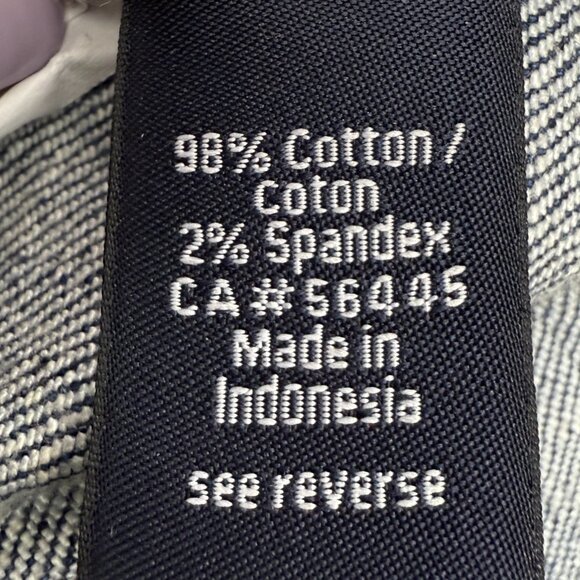 98% Cotton /
coton
2% Spandex
CA#56445
Made in
Indonesia
see reverse